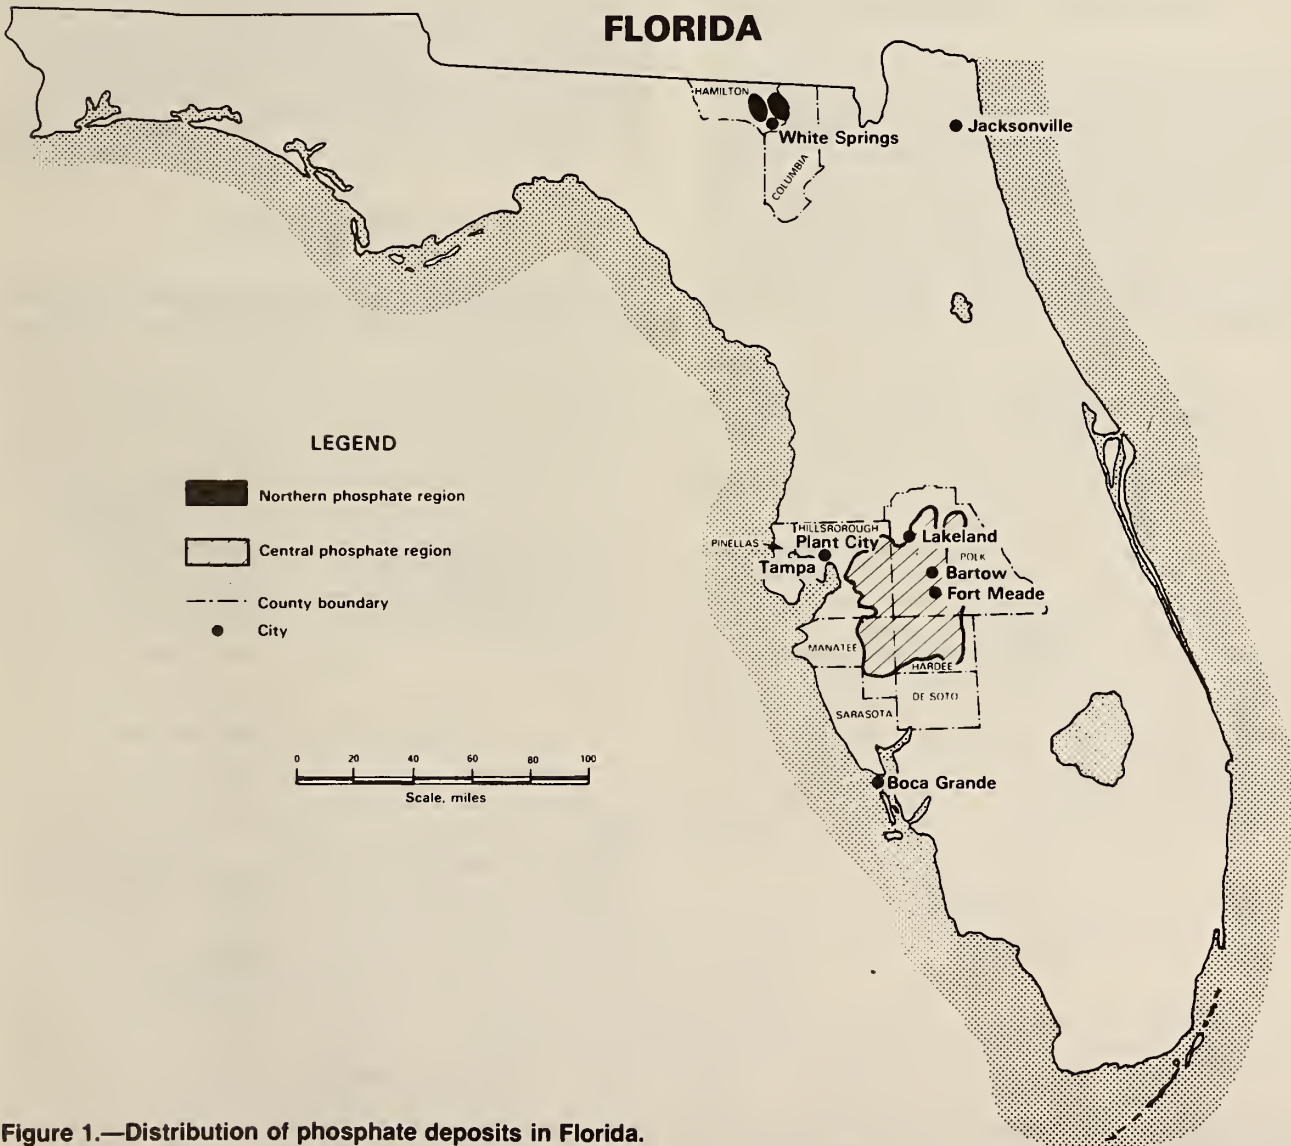 FLORIDA
HAMILTON
White Springs
Jacksonville
COLUMBIA
LEGEND
Northern phosphate region
Central phosphate region
County boundary
City
HILLSROROUGH
PINELLAS
Plant City
Lakeland
POLK
Tampa
Bartow
Fort Meade
MANATEE
HARDEE
DE SOTO
SARASOTA
0 20 40 60 80 100
Scale, miles
Boca Grande
Figure 1.—Distribution of phosphate deposits in Florida.